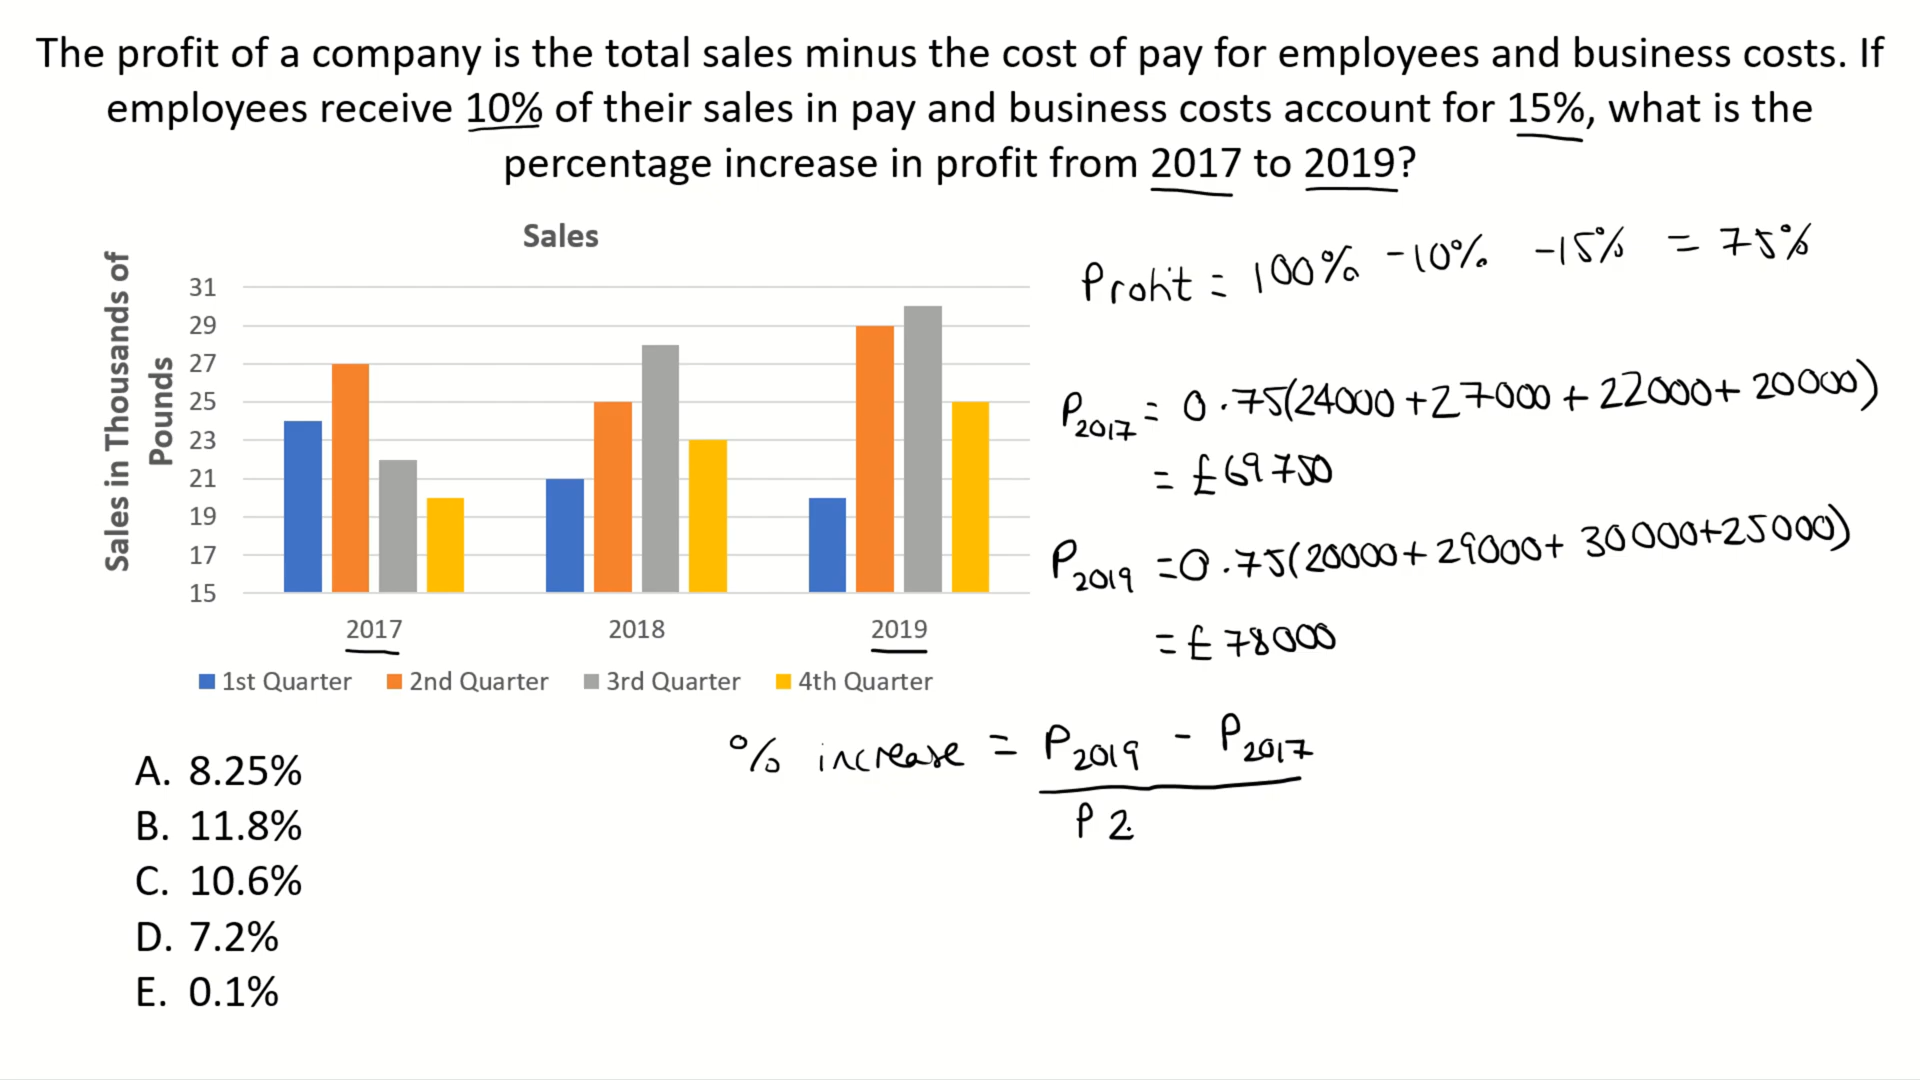 The profit of a company is the total sales minus the cost of pay for employees and business costs. If
employees receive 10% of their sales in pay and business costs account for 15%, what is the
percentage increase in profit from 2017 to 2019?
Sales
Sales in Thousands of
Pounds
31
29
27
25
23
21
19
17
15
2017
2018
2019
1st Quarter
2nd Quarter
3rd Quarter
4th Quarter
Profit = 100% -10% -15% = 75%
P2017 = 0.75(24000+27000+22000+20000)
= £69750
P2019 =0.75(20000+29000+30000+25000)
= £78000
% increase = P2019 - P2017
P2
A. 8.25%
B. 11.8%
C. 10.6%
D. 7.2%
E. 0.1%